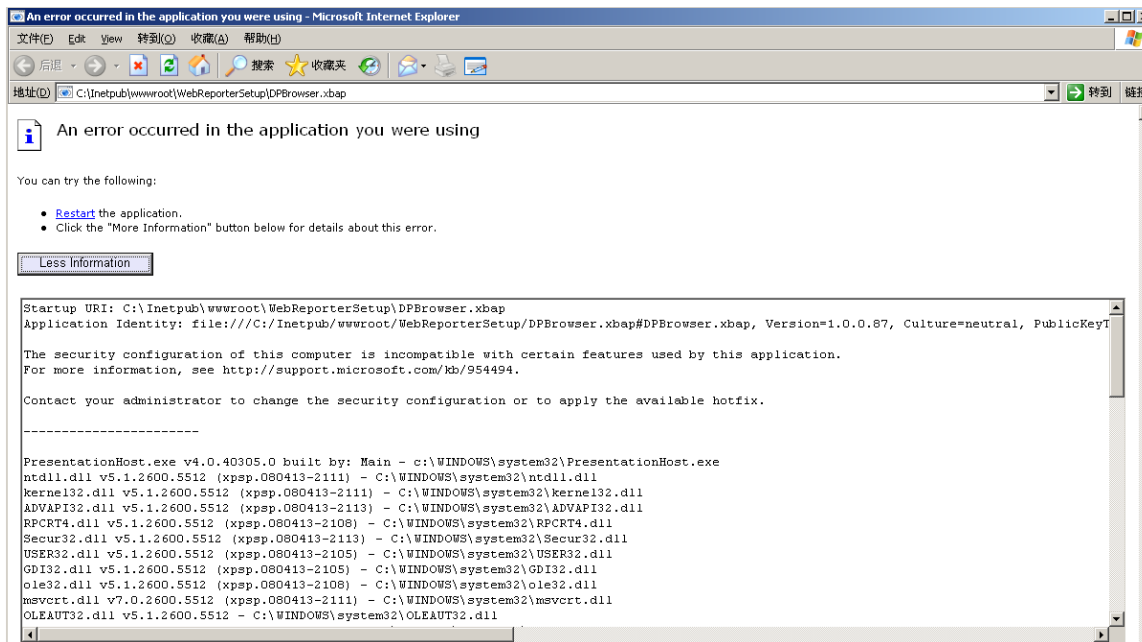 An error occurred in the application you were using - Microsoft Internet Explorer
文件(F) Edit View 转到(O) 收藏(A) 帮助(H)
后退 搜索 收藏夹
地址(D) C:\Inetpub\wwwroot\WebReporterSetup\DPBrowser.xbap 转到 链接
An error occurred in the application you were using
You can try the following:
Restart the application.
Click the "More Information" button below for details about this error.
Less Information
Startup URI: C:\Inetpub\wwwroot\WebReporterSetup\DPBrowser.xbap
Application Identity: file:///C:/Inetpub/wwwroot/WebReporterSetup/DPBrowser.xbap#DPBrowser.xbap, Version=1.0.0.87, Culture=neutral, PublicKeyT
The security configuration of this computer is incompatible with certain features used by this application.
For more information, see http://support.microsoft.com/kb/954494.
Contact your administrator to change the security configuration or to apply the available hotfix.
------------------------
PresentationHost.exe v4.0.40305.0 built by: Main - c:\WINDOWS\system32\PresentationHost.exe
ntdll.dll v5.1.2600.5512 (xpsp.080413-2111) - C:\WINDOWS\system32\ntdll.dll
kernel32.dll v5.1.2600.5512 (xpsp.080413-2111) - C:\WINDOWS\system32\kernel32.dll
ADVAPI32.dll v5.1.2600.5512 (xpsp.080413-2113) - C:\WINDOWS\system32\ADVAPI32.dll
RPCRT4.dll v5.1.2600.5512 (xpsp.080413-2108) - C:\WINDOWS\system32\RPCRT4.dll
Secur32.dll v5.1.2600.5512 (xpsp.080413-2113) - C:\WINDOWS\system32\Secur32.dll
USER32.dll v5.1.2600.5512 (xpsp.080413-2105) - C:\WINDOWS\system32\USER32.dll
GDI32.dll v5.1.2600.5512 (xpsp.080413-2105) - C:\WINDOWS\system32\GDI32.dll
ole32.dll v5.1.2600.5512 (xpsp.080413-2108) - C:\WINDOWS\system32\ole32.dll
msvcrt.dll v7.0.2600.5512 (xpsp.080413-2111) - C:\WINDOWS\system32\msvcrt.dll
OLEAUT32.dll v5.1.2600.5512 - C:\WINDOWS\system32\OLEAUT32.dll